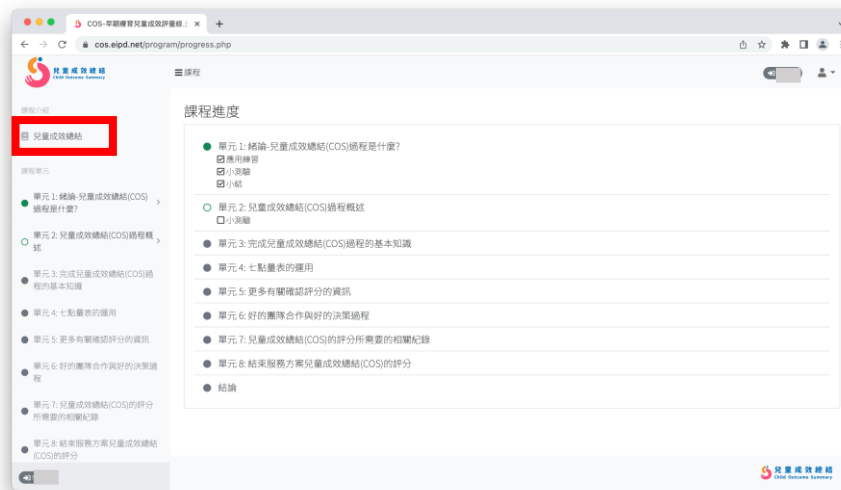 COS-早期療育兒童成效評量線上
cos.eipd.net/program/progress.php
兒童成效總結
Child Outcome Summary
課程
課程介紹
兒童成效總結
課程單元
單元 1: 緒論-兒童成效總結(COS)
過程是什麼?
單元 2: 兒童成效總結(COS)過程概
述
單元 3: 完成兒童成效總結(COS)過
程的基本知識
單元 4: 七點量表的運用
單元 5: 更多有關確認評分的資訊
單元 6: 好的團隊合作與好的決策過
程
單元 7: 兒童成效總結(COS)的評分
所需要的相關紀錄
單元 8: 結束服務方案兒童成效總結
(COS)的評分
課程進度
單元 1: 緒論-兒童成效總結(COS)過程是什麼?
應用練習
小測驗
小結
單元 2: 兒童成效總結(COS)過程概述
小測驗
單元 3: 完成兒童成效總結(COS)過程的基本知識
單元 4: 七點量表的運用
單元 5: 更多有關確認評分的資訊
單元 6: 好的團隊合作與好的決策過程
單元 7: 兒童成效總結(COS)的評分所需要的相關紀錄
單元 8: 結束服務方案兒童成效總結(COS)的評分
結論
兒童成效總結
Child Outcome Summary